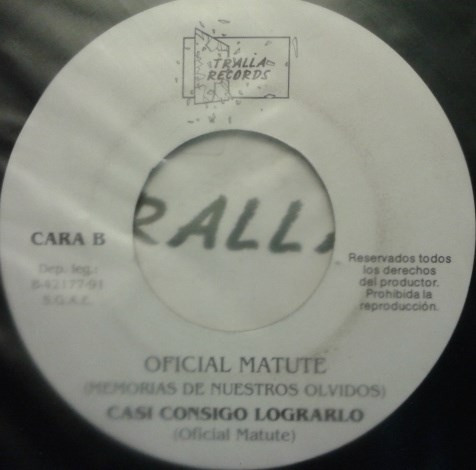 TRALLA
RECORDS
RALLA
CARA B
Dep. leg.:
B-42177-91
S.G.A.E.
Reservados todos
los derechos
del productor.
Prohibida la
reproducción.
OFICIAL MATUTE
(MEMORIAS DE NUESTROS OLVIDOS)
CASI CONSIGO LOGRARLO
(Oficial Matute)